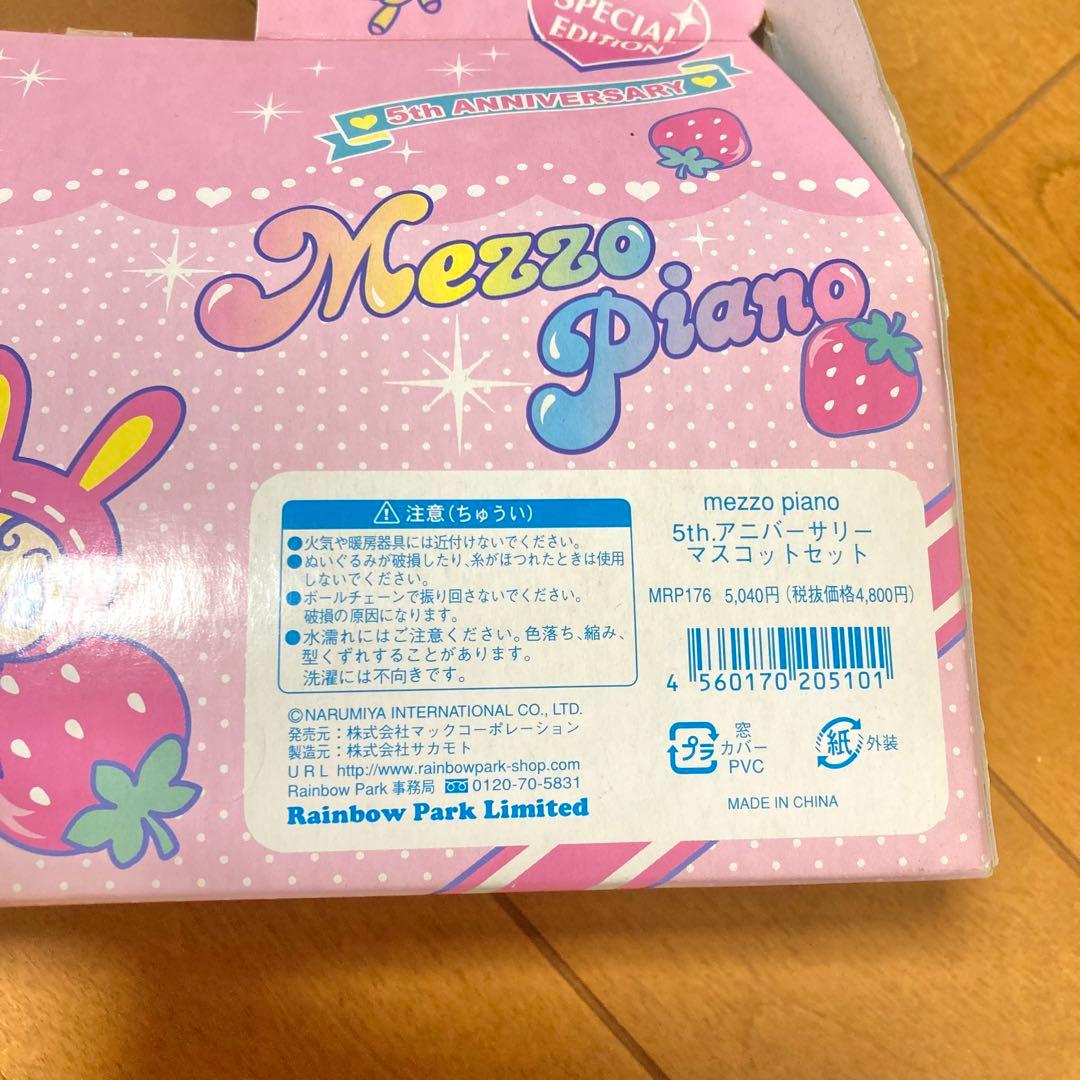 SPECIAL
EDITION
5th ANNIVERSARY
Mezzo
Piano
注意(ちゅうい)
●火気や暖房器具には近付けないでください。
●ぬいぐるみが破損したり、糸がほつれたときは使用
しないでください。
●ボールチェーンで振り回さないでください。
破損の原因になります。
●水濡れにはご注意ください。色落ち、縮み、
型くずれすることがあります。
洗濯には不向きです。
©NARUMIYA INTERNATIONAL CO., LTD.
発売元:株式会社マックコーポレーション
製造元:株式会社サカモト
URL http://www.rainbowpark-shop.com
Rainbow Park 事務局 0120-70-5831
Rainbow Park Limited
mezzo piano
5th.アニバーサリー
マスコットセット
MRP176 5,040円(税抜価格4,800円)
4 560170 205101
プラ 窓
カバー
PVC
紙 外装
MADE IN CHINA